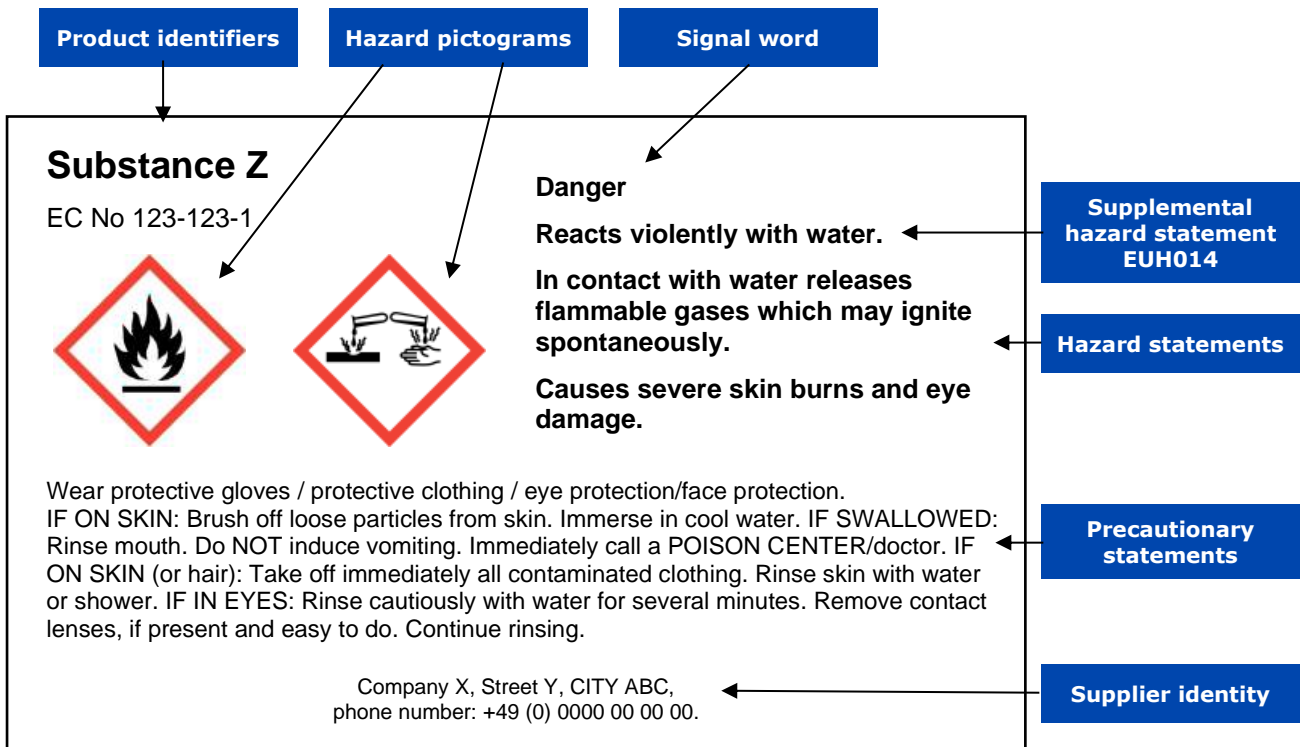 Product identifiers
Hazard pictograms
Signal word
Substance Z
EC No 123-123-1
Danger
Reacts violently with water.
In contact with water releases
flammable gases which may ignite
spontaneously.
Causes severe skin burns and eye
damage.
Supplemental
hazard statement
EUH014
Hazard statements
Wear protective gloves / protective clothing / eye protection/face protection.
IF ON SKIN: Brush off loose particles from skin. Immerse in cool water. IF SWALLOWED:
Rinse mouth. Do NOT induce vomiting. Immediately call a POISON CENTER/doctor. IF
ON SKIN (or hair): Take off immediately all contaminated clothing. Rinse skin with water
or shower. IF IN EYES: Rinse cautiously with water for several minutes. Remove contact
lenses, if present and easy to do. Continue rinsing.
Precautionary
statements
Company X, Street Y, CITY ABC,
phone number: +49 (0) 0000 00 00 00.
Supplier identity